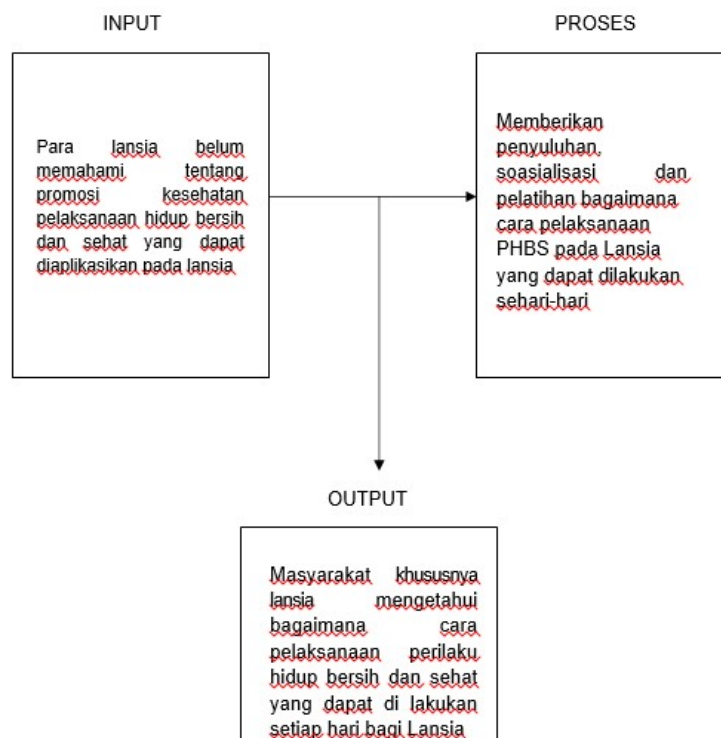 INPUT
Para lansia belum
memahami tentang
promosi kesehatan
pelaksanaan hidup bersih
dan sehat yang dapat
diaplikasikan pada lansia
PROSES
Memberikan
penyuluhan,
soasialisasi dan
pelatihan bagaimana
cara pelaksanaan
PHBS pada Lansia
yang dapat dilakukan
sehari-hari
OUTPUT
Masyarakat khususnya
lansia mengetahui
bagaimana cara
pelaksanaan perilaku
hidup bersih dan sehat
yang dapat di lakukan
setiap hari bagi Lansia